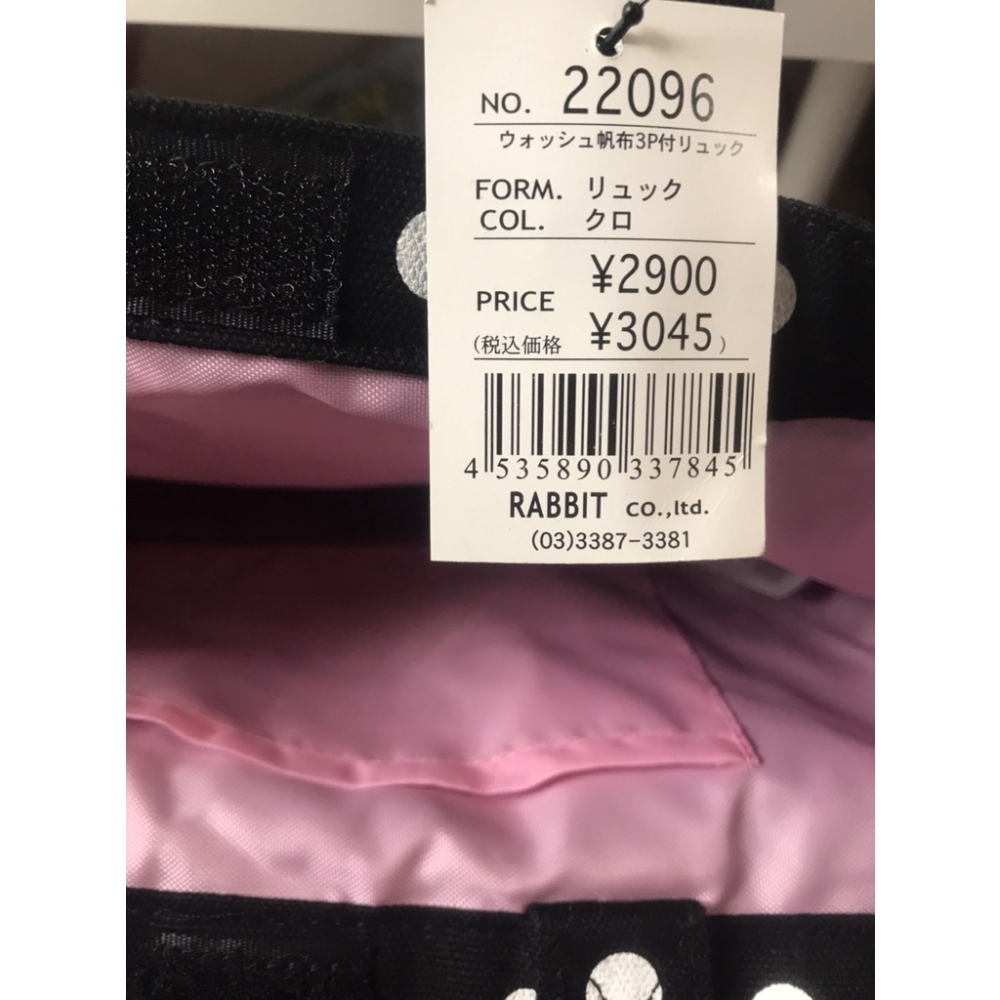 NO. 22096
ウォッシュ帆布3P付リュック
FORM. リュック
COL. クロ
PRICE ¥2900
(税込価格 ¥3045)
4 535890 337845
RABBIT CO.,ltd.
(03)3387-3381